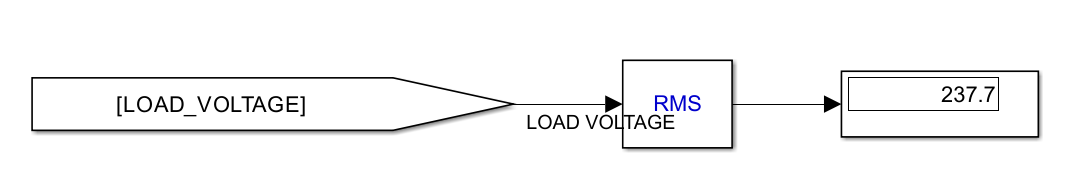 [LOAD_VOLTAGE]
RMS
237.7
LOAD VOLTAGE